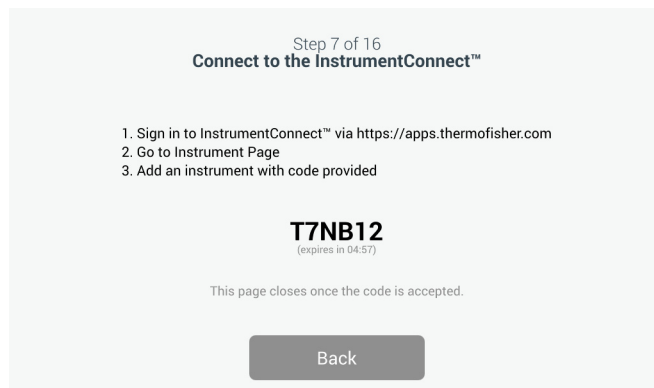 Step 7 of 16
Connect to the InstrumentConnect™
1. Sign in to InstrumentConnect™ via https://apps.thermofisher.com
2. Go to Instrument Page
3. Add an instrument with code provided
T7NB12
(expires in 04:57)
This page closes once the code is accepted.
Back